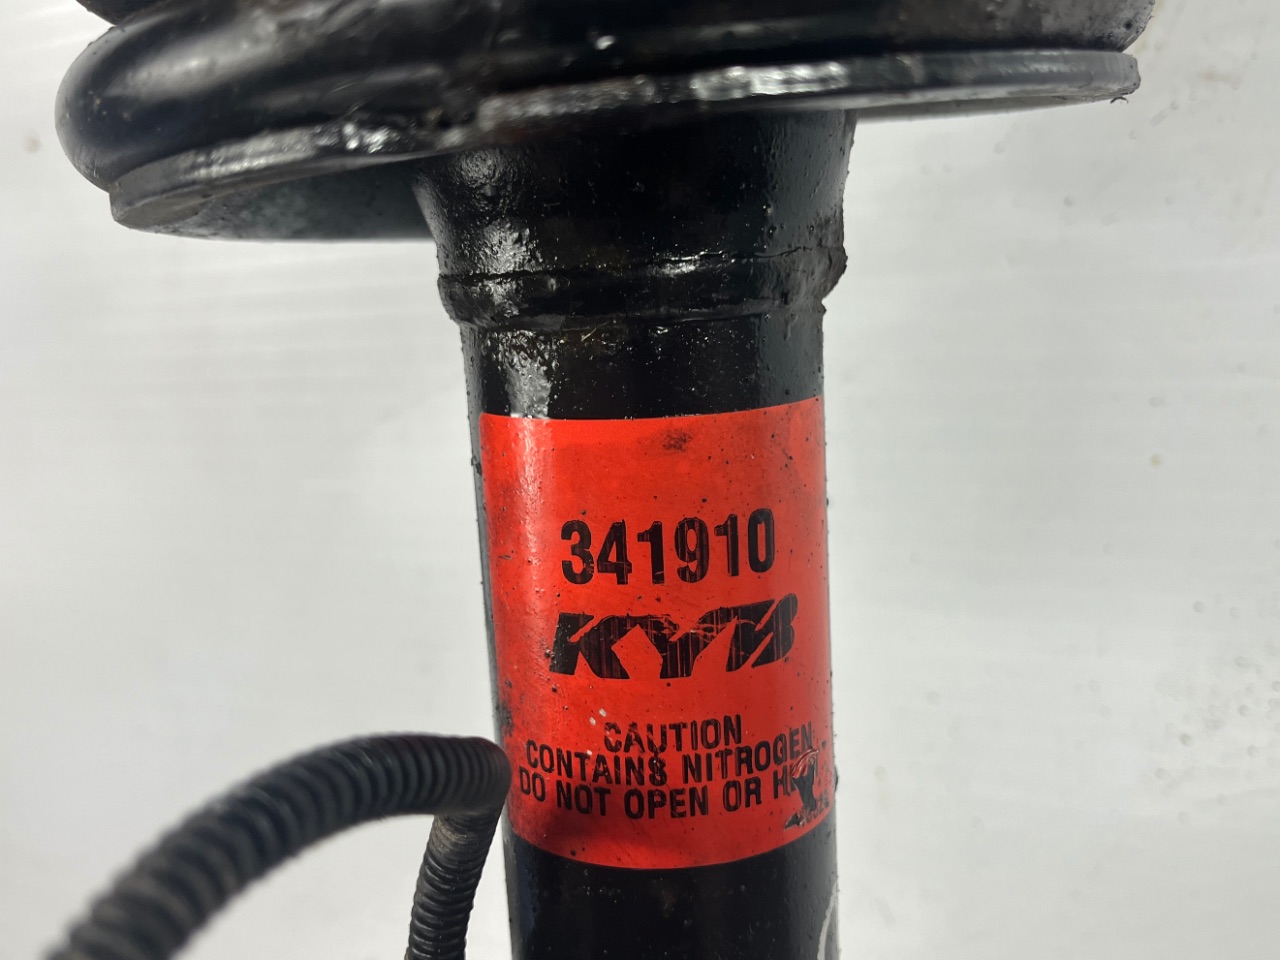 341910
KYB
CAUTION
CONTAINS NITROGEN
DO NOT OPEN OR